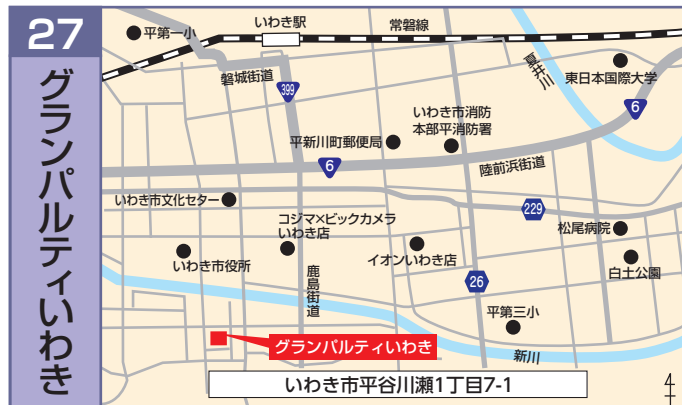 27
グランパルティいわき
平第一小
いわき駅
常磐線
磐城街道
399
夏井川
東日本国際大学
6
いわき市消防
本部平消防署
平新川町郵便局
6
陸前浜街道
いわき市文化セター
229
コジマ×ビックカメラ
いわき店
松尾病院
いわき市役所
鹿島街道
イオンいわき店
白土公園
26
平第三小
グランパルティいわき
新川
いわき市平谷川瀬1丁目7-1
4